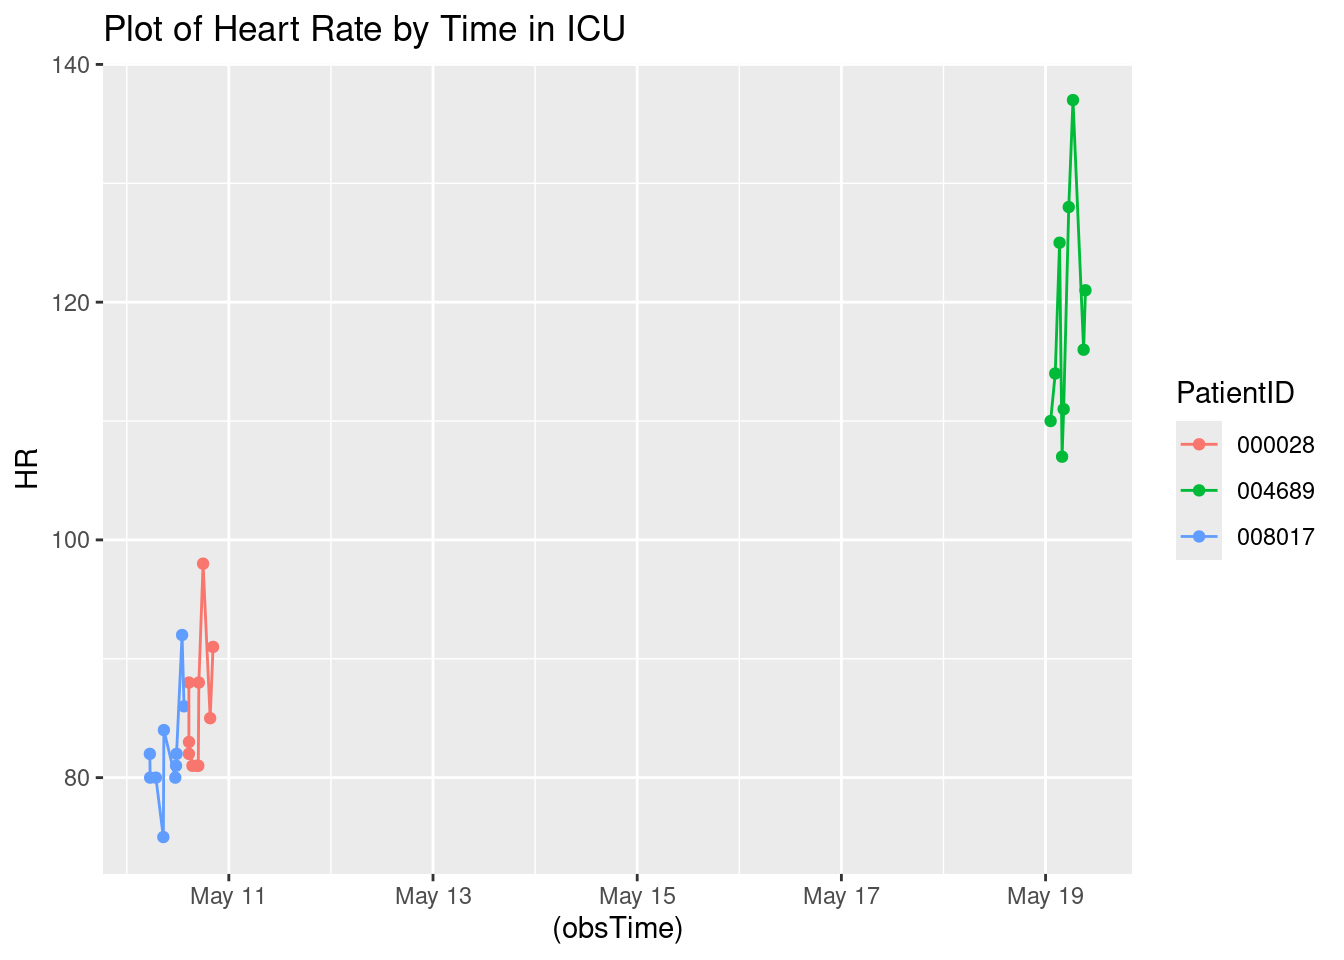 Plot of Heart Rate by Time in ICU
140
120
100
80
HR
May 11
May 13
May 15
May 17
May 19
(obsTime)
PatientID
000028
004689
008017